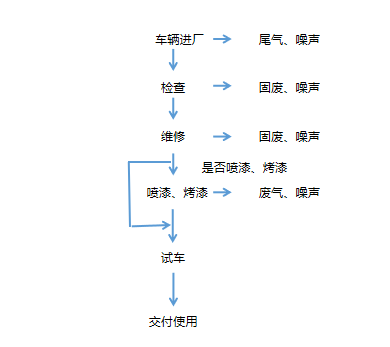 车辆进厂 尾气、噪声
检查 固废、噪声
维修 固废、噪声
是否喷漆、烤漆
喷漆、烤漆 废气、噪声
试车
交付使用